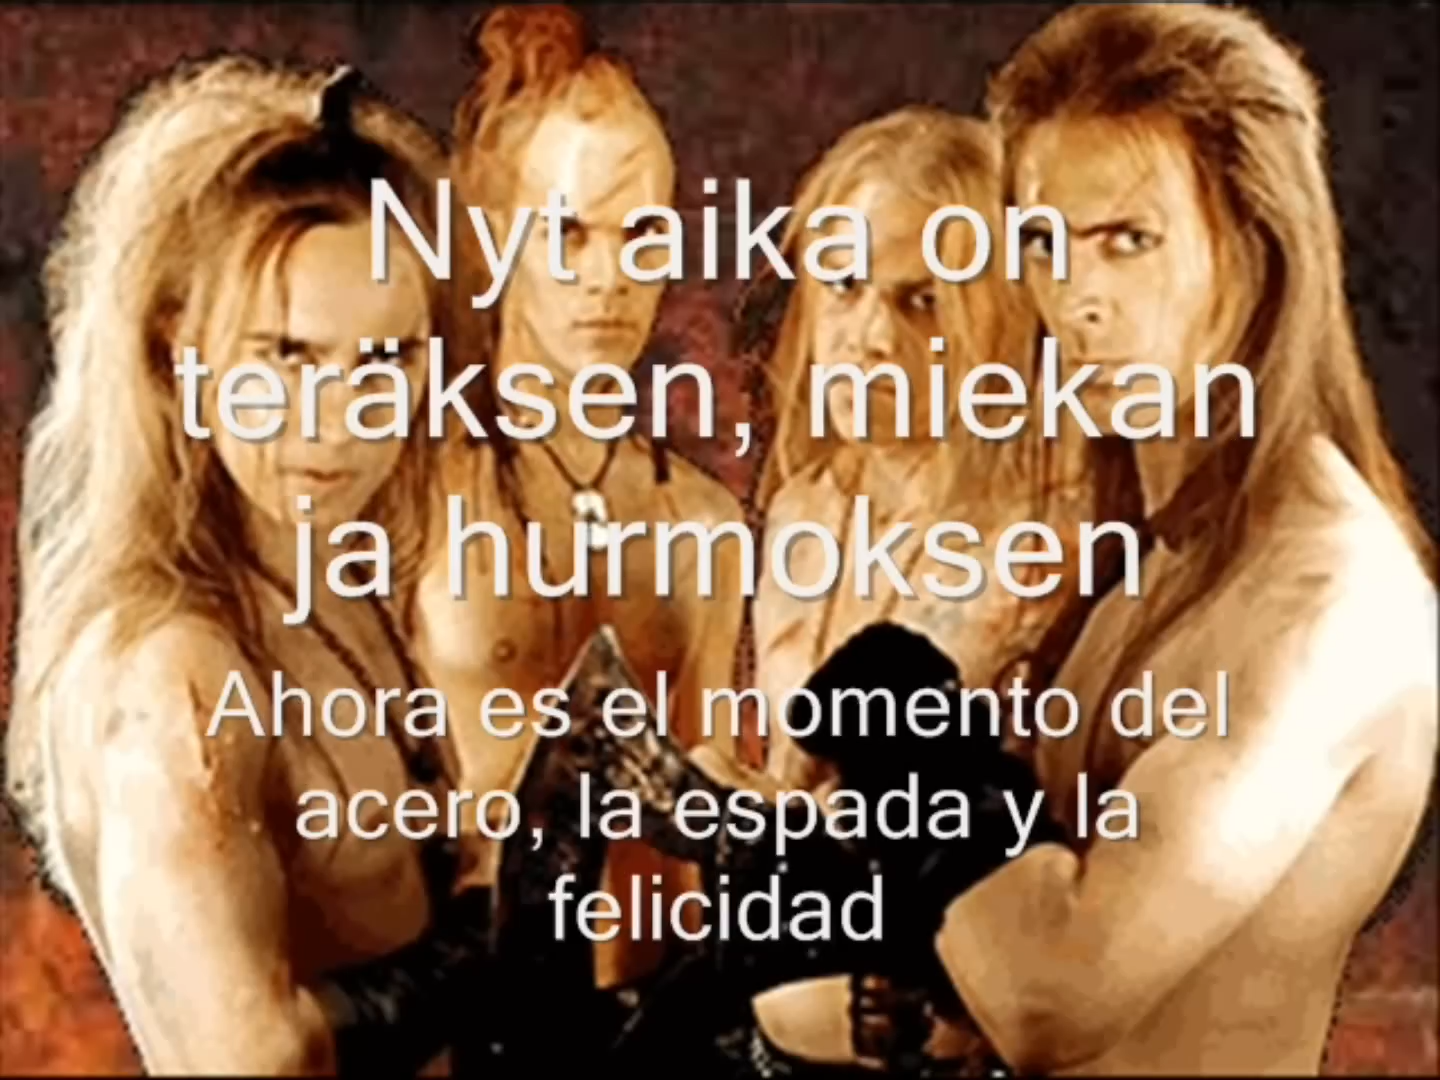 Nyt aika on
teräksen, miekan
ja hurmoksen
Ahora es el momento del
acero, la espada y la
felicidad